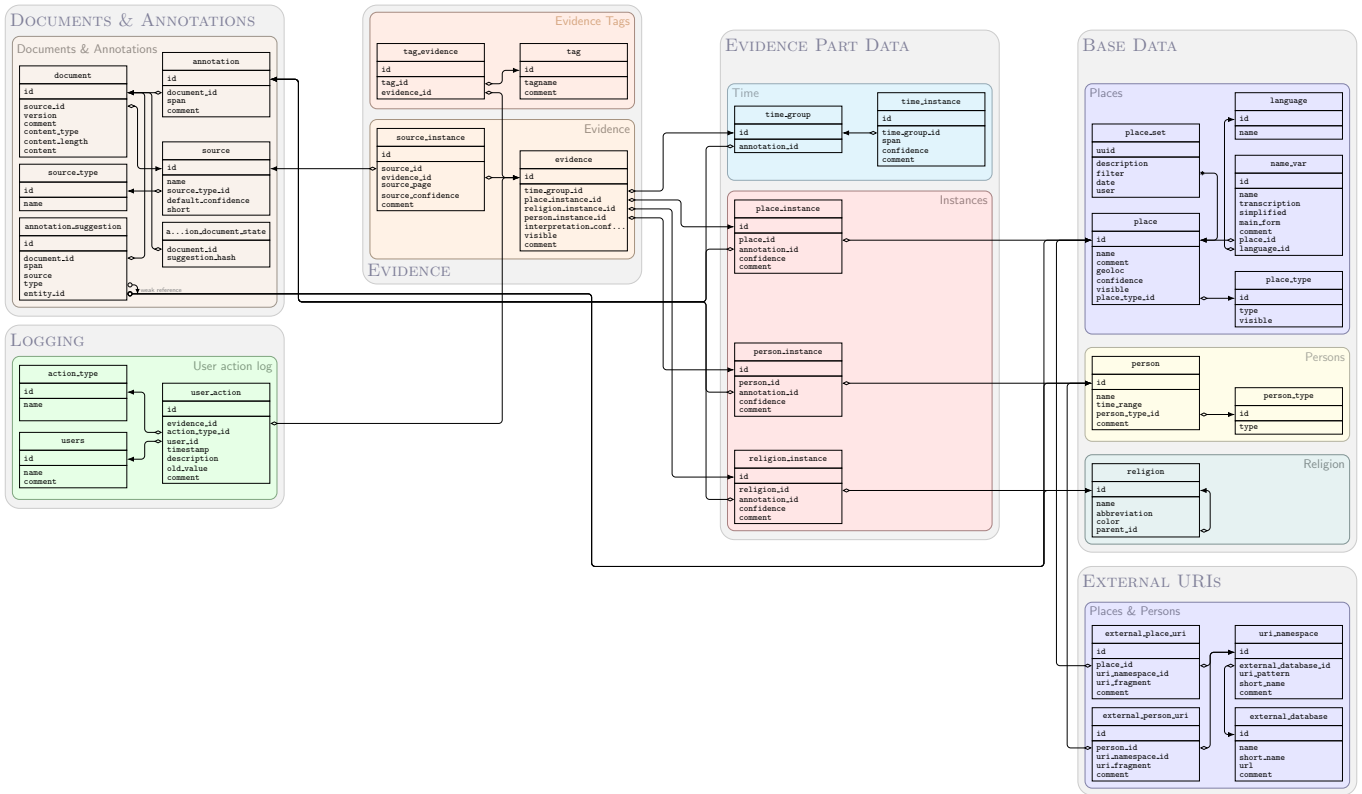 DOCUMENTS & ANNOTATIONS
Documents & Annotations
document
id
source_id
version
comment
content_type
content_length
content
annotation
id
document_id
span
comment
source
id
name
source_type_id
default_confidence
short
source_type
id
name
annotation_suggestion
id
document_id
span
source
type
entity_id
weak reference
a...ion_document_state
document_id
suggestion_hash
LOGGING
User action log
action_type
id
name
users
id
name
comment
user_action
id
evidence_id
action_type_id
user_id
timestamp
description
old_value
comment
Evidence Tags
tag_evidence
id
tag_id
evidence_id
tag
id
tagname
comment
Evidence
source_instance
id
source_id
evidence_id
source_page
source_confidence
comment
evidence
id
time_group_id
place_instance_id
religion_instance_id
person_instance_id
interpretation_conf...
visible
comment
EVIDENCE
EVIDENCE PART DATA
Time
time_group
id
annotation_id
time_instance
id
time_group_id
span
confidence
comment
Instances
place_instance
id
place_id
annotation_id
confidence
comment
person_instance
id
person_id
annotation_id
confidence
comment
religion_instance
id
religion_id
annotation_id
confidence
comment
BASE DATA
Places
place_set
uuid
description
filter
date
user
language
id
name
name_var
id
name
transcription
simplified
main_form
comment
place_id
language_id
place
id
name
comment
geoloc
confidence
visible
place_type_id
place_type
id
type
visible
Persons
person
id
name
time_range
person_type_id
comment
person_type
id
type
Religion
religion
id
name
abbreviation
color
parent_id
EXTERNAL URIS
Places & Persons
external_place_uri
id
place_id
uri_namespace_id
uri_fragment
comment
uri_namespace
id
external_database_id
uri_pattern
short_name
comment
external_person_uri
id
person_id
uri_namespace_id
uri_fragment
comment
external_database
id
name
short_name
url
comment